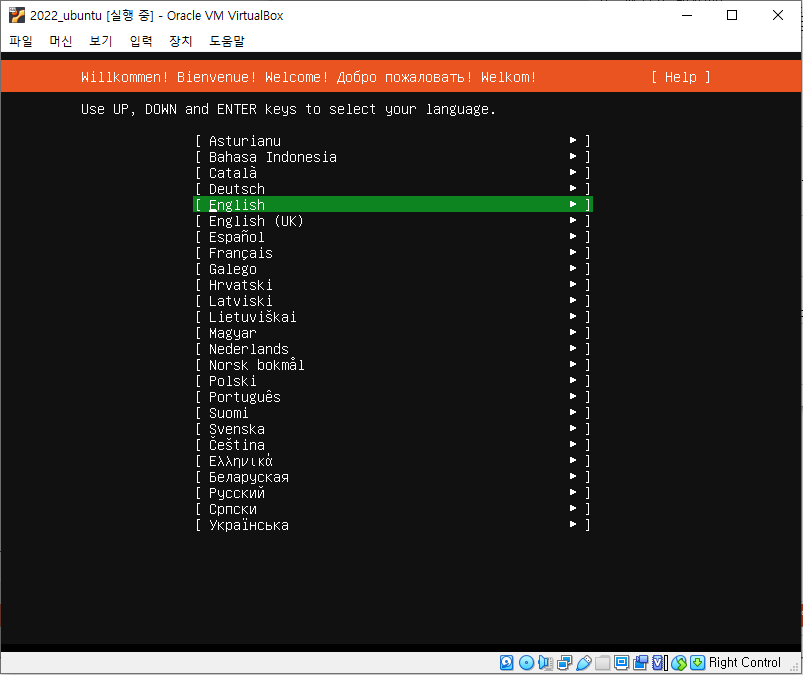 2022_ubuntu [실행 중] - Oracle VM VirtualBox
파일 머신 보기 입력 장치 도움말
Willkommen! Bienvenue! Welcome! Добро пожаловать! Welkom! [ Help ]
Use UP, DOWN and ENTER keys to select your language.
[ Asturianu ► ]
[ Bahasa Indonesia ► ]
[ Català ► ]
[ Deutsch ► ]
[ English ► ]
[ English (UK) ► ]
[ Español ► ]
[ Français ► ]
[ Galego ► ]
[ Hrvatski ► ]
[ Latviski ► ]
[ Lietuviškai ► ]
[ Magyar ► ]
[ Nederlands ► ]
[ Norsk bokmål ► ]
[ Polski ► ]
[ Português ► ]
[ Suomi ► ]
[ Svenska ► ]
[ Čeština ► ]
[ Ελληνικά ► ]
[ Беларуская ► ]
[ Русский ► ]
[ Српски ► ]
[ Українська ► ]
Right Control